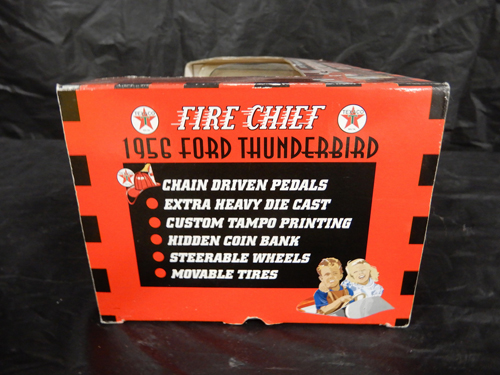 FIRE CHIEF
1956 FORD THUNDERBIRD
CHAIN DRIVEN PEDALS
EXTRA HEAVY DIE CAST
CUSTOM TAMPO PRINTING
HIDDEN COIN BANK
STEERABLE WHEELS
MOVABLE TIRES